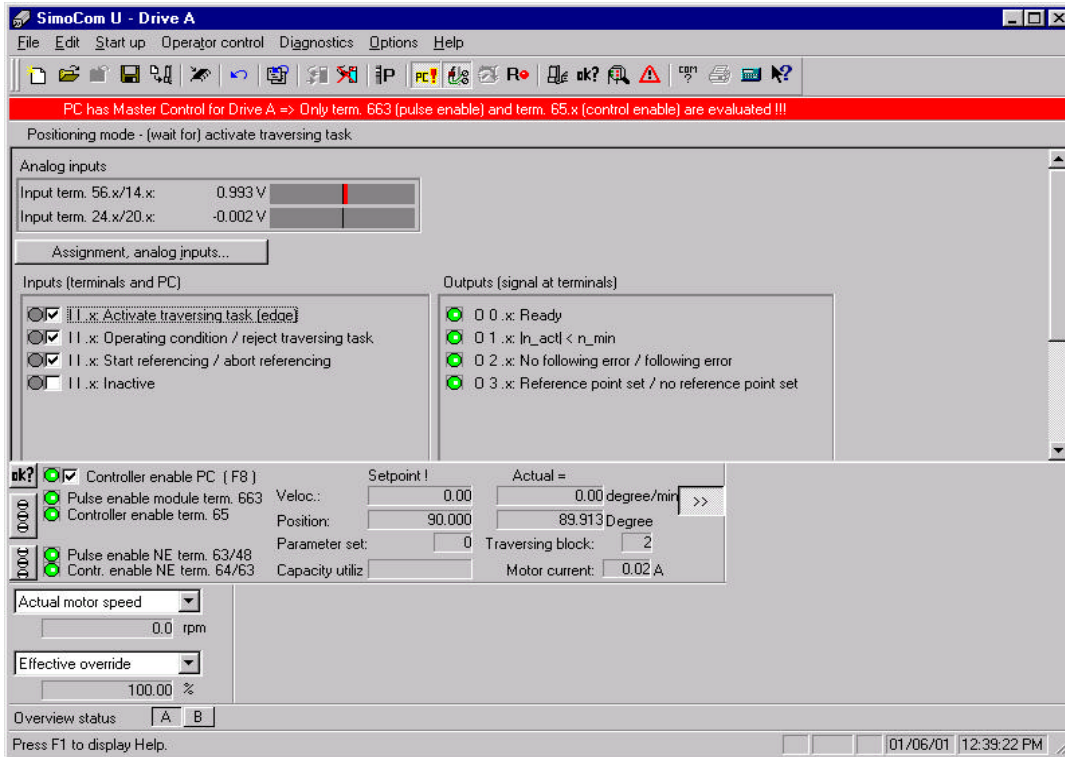 SimoCom U - Drive A
File Edit Start up Operator control Diagnostics Options Help
P PC! R ok? com ?
PC has Master Control for Drive A => Only term. 663 (pulse enable) and term. 65.x (control enable) are evaluated !!!
Positioning mode - (wait for) activate traversing task
Analog inputs
Input term. 56.x/14.x: 0.993 V
Input term. 24.x/20.x: -0.002 V
Assignment, analog inputs...
Inputs (terminals and PC) Outputs (signal at terminals)
I I .x: Activate traversing task (edge) O 0 .x: Ready
I I .x: Operating condition / reject traversing task O 1 .x: |n_act| < n_min
I I .x: Start referencing / abort referencing O 2 .x: No following error / following error
I I .x: Inactive O 3 .x: Reference point set / no reference point set
ok? Controller enable PC ( F8 ) Setpoint ! Actual =
Pulse enable module term. 663 Veloc.: 0.00 0.00 degree/min >>
Controller enable term. 65 Position: 90.000 89.913 Degree
Parameter set: 0 Traversing block: 2
Pulse enable NE term. 63/48
Contr. enable NE term. 64/63 Capacity utiliz Motor current: 0.02 A
Actual motor speed
0.0 rpm
Effective override
100.00 %
Overview status A B
Press F1 to display Help. 01/06/01 12:39:22 PM